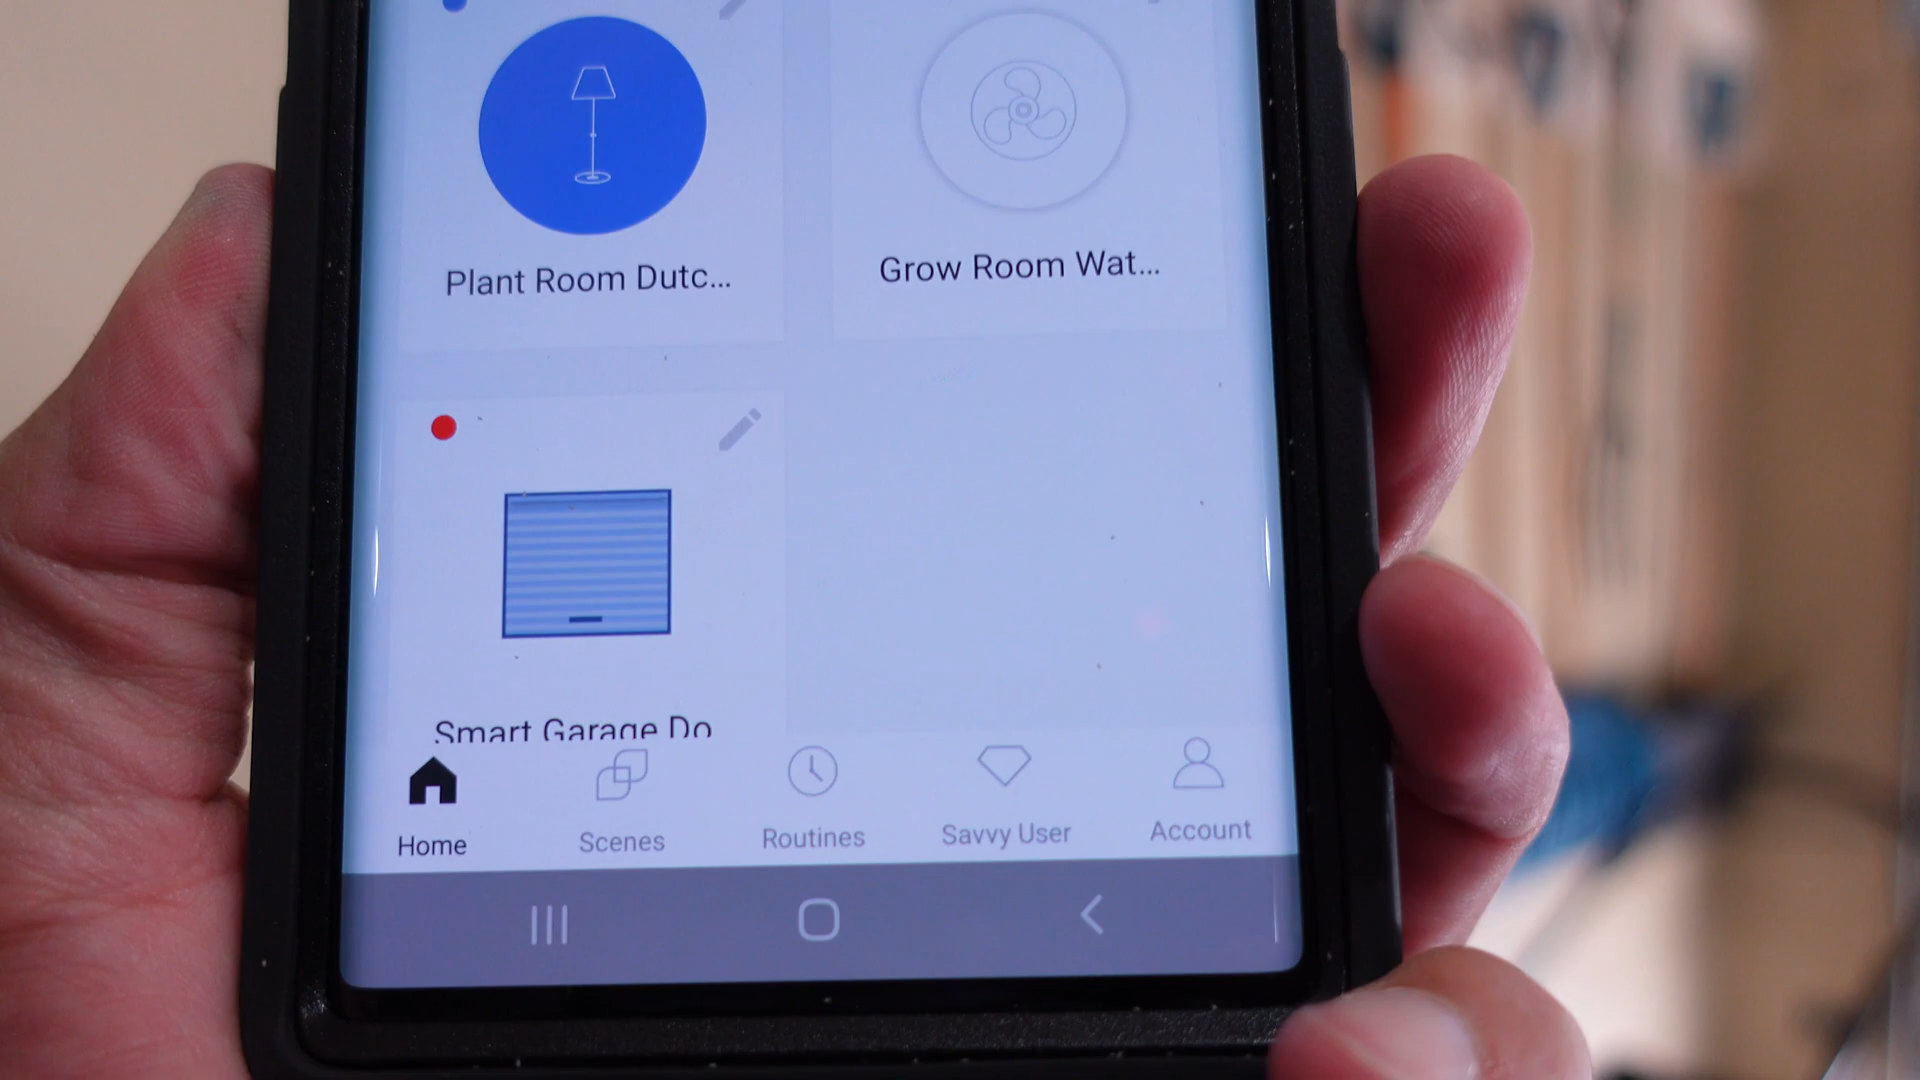 Plant Room Dutc...
Grow Room Wat...
Smart Garage Do
Home
Scenes
Routines
Savvy User
Account